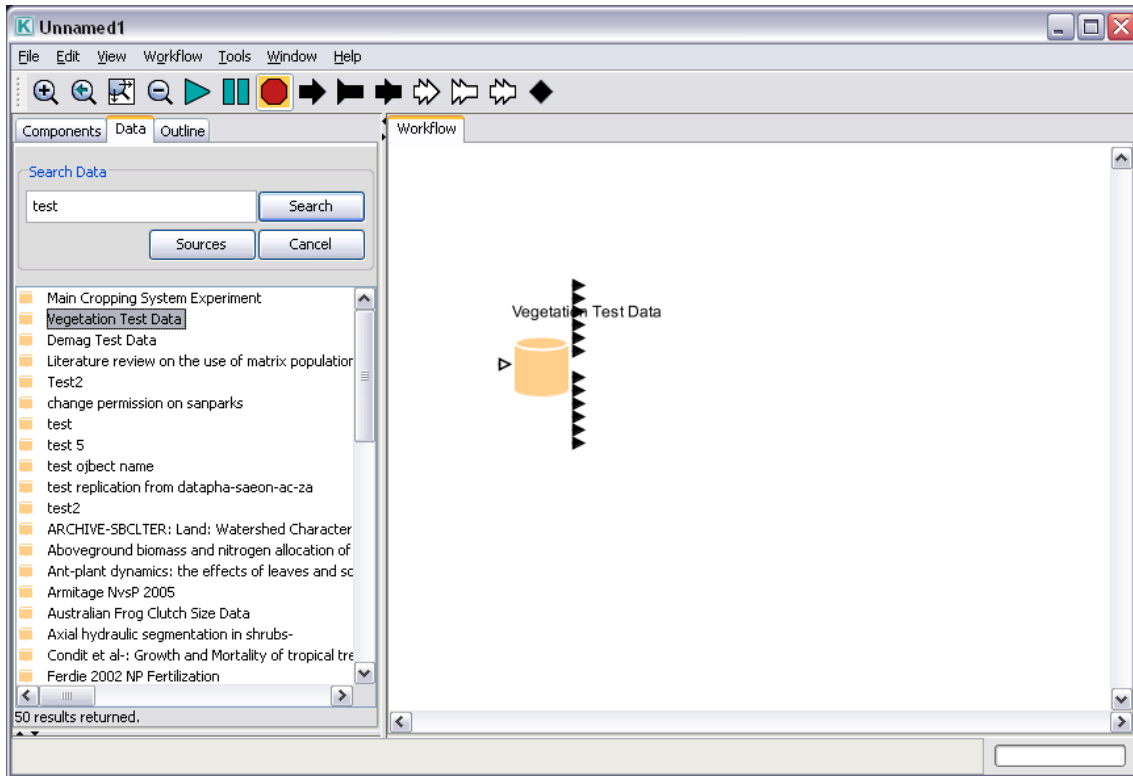 Unnamed1
File Edit View Workflow Tools Window Help
Components Data Outline
Workflow
Search Data
test Search
Sources Cancel
Main Cropping System Experiment
Vegetation Test Data
Demag Test Data
Literature review on the use of matrix population
Test2
change permission on sanparks
test
test 5
test ojbect name
test replication from datapha-saeon-ac-za
test2
ARCHIVE-SBCLTER: Land: Watershed Character
Aboveground biomass and nitrogen allocation of
Ant-plant dynamics: the effects of leaves and sc
Armitage NvsP 2005
Australian Frog Clutch Size Data
Axial hydraulic segmentation in shrubs-
Condit et al-: Growth and Mortality of tropical tre
Ferdie 2002 NP Fertilization
50 results returned.
Vegetation Test Data